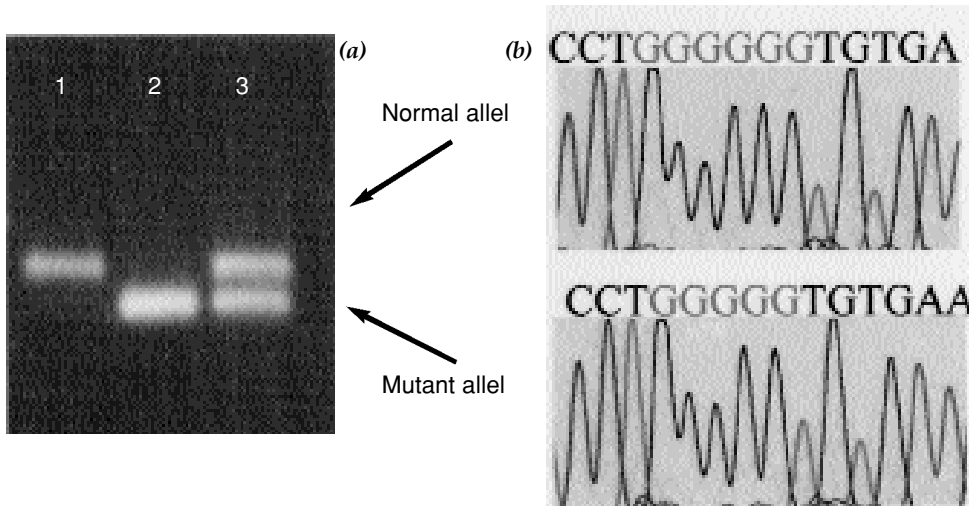 (a)
1 2 3
Normal allel
Mutant allel
(b)
CCTGGGGGGTGTGA
CCTGGGGGTGTGAA